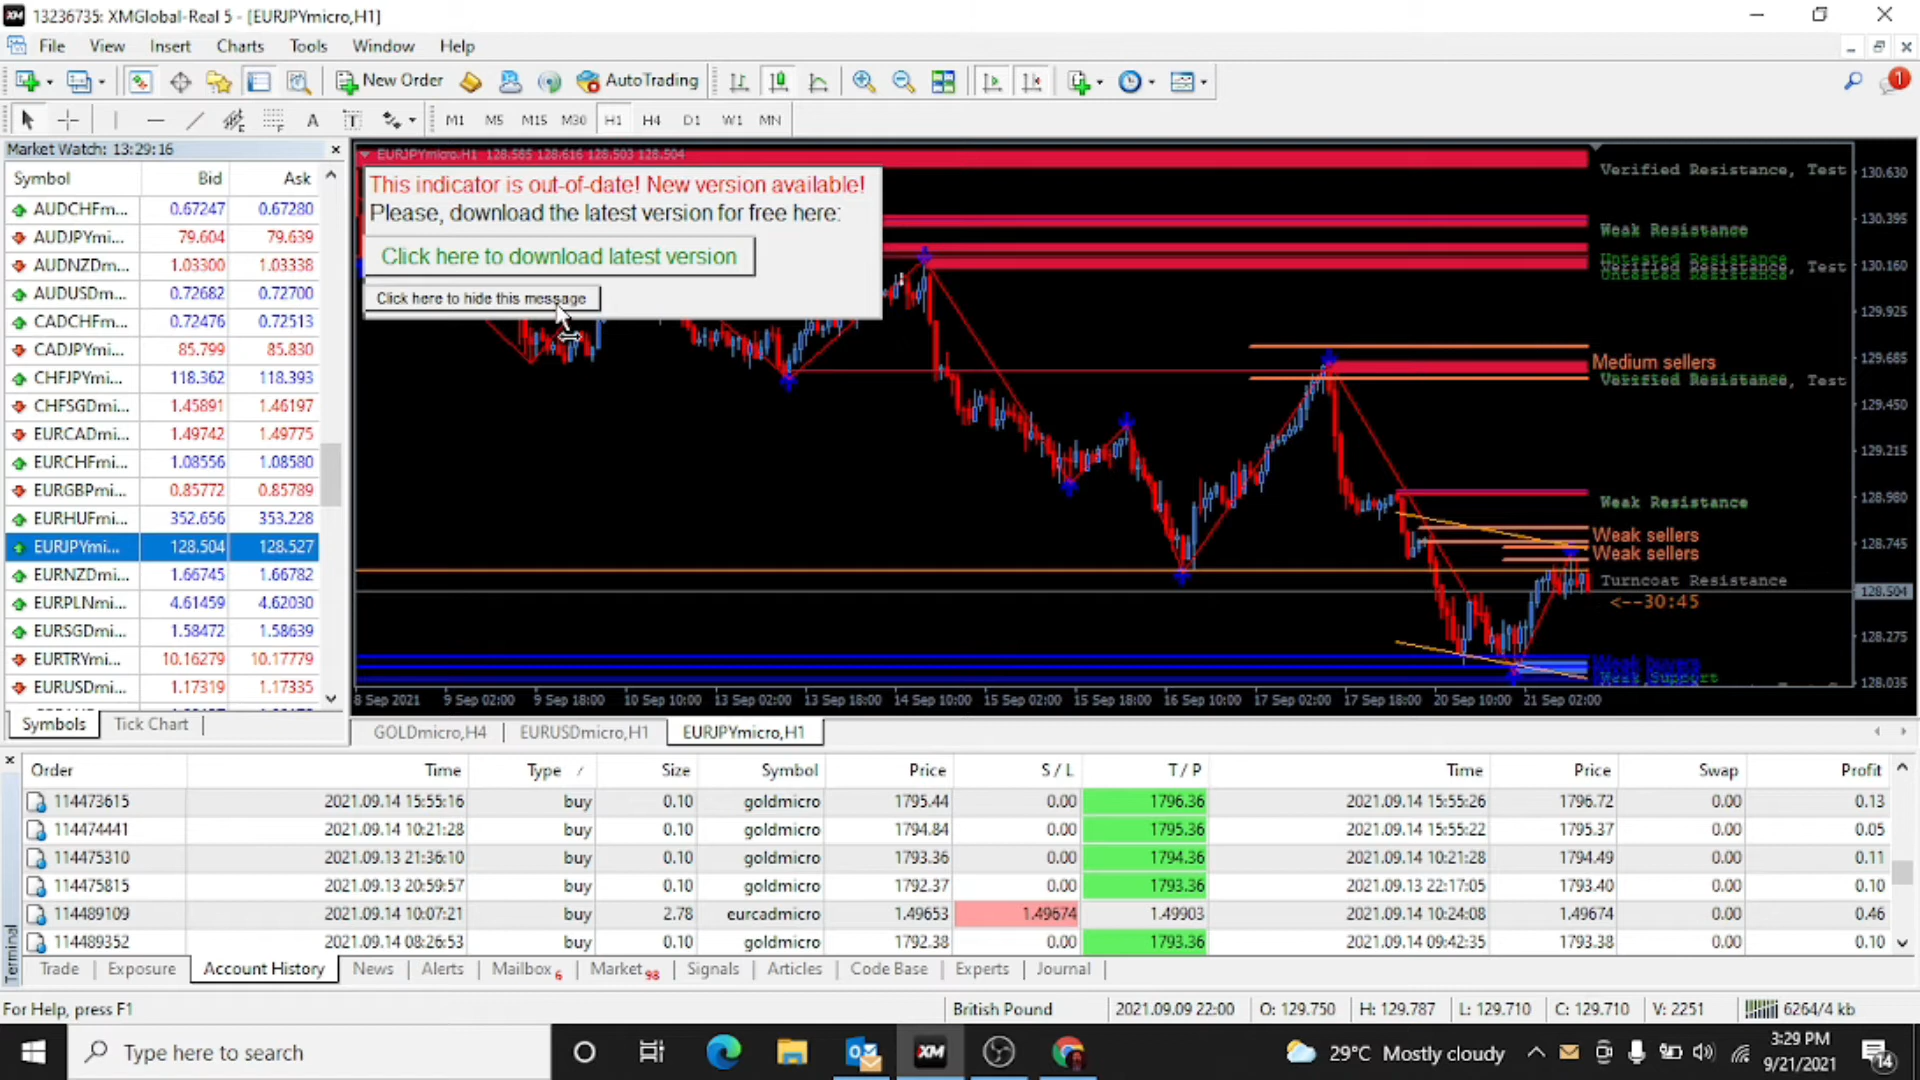 13236735: XMGlobal-Real 5 - [EURJPYmicro,H1]
File View Insert Charts Tools Window Help
New Order AutoTrading 1
A T M1 M5 M15 M30 H1 H4 D1 W1 MN
Market Watch: 13:29:16
Symbol Bid Ask
AUDCHFm... 0.67247 0.67280
AUDJPYmi... 79.604 79.639
AUDNZDm... 1.03300 1.03338
AUDUSDm... 0.72682 0.72700
CADCHFm... 0.72476 0.72513
CADJPYmi... 85.799 85.830
CHFJPYmi... 118.362 118.393
CHFSGDmi... 1.45891 1.46197
EURCADmi... 1.49742 1.49775
EURCHFmi... 1.08556 1.08580
EURGBPmi... 0.85772 0.85789
EURHUFmi... 352.656 353.228
EURJPYmi... 128.504 128.527
EURNZDmi... 1.66745 1.66782
EURPLNmi... 4.61459 4.62030
EURSGDmi... 1.58472 1.58639
EURTRYmi... 10.16279 10.17779
EURUSDmi... 1.17319 1.17335
Symbols Tick Chart
EURJPYmicro,H1 128.585 128.616 128.503 128.504
This indicator is out-of-date! New version available!
Please, download the latest version for free here:
Click here to download latest version
Click here to hide this message
Verified Resistance, Test
Weak Resistance
Untested Resistance
Verified Resistance, Test
Untested Resistance
Medium sellers
Verified Resistance, Test
Weak Resistance
Weak sellers
Weak sellers
Turncoat Resistance
<--30:45
Weak buyers
Weak Support
130.630
130.395
130.160
129.925
129.685
129.450
129.215
128.980
128.745
128.504
128.275
128.035
8 Sep 2021 9 Sep 02:00 9 Sep 18:00 10 Sep 10:00 13 Sep 02:00 13 Sep 18:00 14 Sep 10:00 15 Sep 02:00 15 Sep 18:00 16 Sep 10:00 17 Sep 02:00 17 Sep 18:00 20 Sep 10:00 21 Sep 02:00
GOLDmicro,H4 EURUSDmicro,H1 EURJPYmicro,H1
Order Time Type / Size Symbol Price S / L T / P Time Price Swap Profit
114473615 2021.09.14 15:55:16 buy 0.10 goldmicro 1795.44 0.00 1796.36 2021.09.14 15:55:26 1796.72 0.00 0.13
114474441 2021.09.14 10:21:28 buy 0.10 goldmicro 1794.84 0.00 1795.36 2021.09.14 15:55:22 1795.37 0.00 0.05
114475310 2021.09.13 21:36:10 buy 0.10 goldmicro 1793.36 0.00 1794.36 2021.09.14 10:21:28 1794.49 0.00 0.11
114475815 2021.09.13 20:59:57 buy 0.10 goldmicro 1792.37 0.00 1793.36 2021.09.13 22:17:05 1793.40 0.00 0.10
114489109 2021.09.14 10:07:21 buy 2.78 eurcadmicro 1.49653 1.49674 1.49903 2021.09.14 10:24:08 1.49674 0.00 0.46
114489352 2021.09.14 08:26:53 buy 0.10 goldmicro 1792.38 0.00 1793.36 2021.09.14 09:42:35 1793.38 0.00 0.10
Terminal
Trade Exposure Account History News Alerts Mailbox 6 Market 98 Signals Articles Code Base Experts Journal
For Help, press F1 British Pound 2021.09.09 22:00 O: 129.750 H: 129.787 L: 129.710 C: 129.710 V: 2251 6264/4 kb
Type here to search XM 29°C Mostly cloudy 3:29 PM
9/21/2021 14